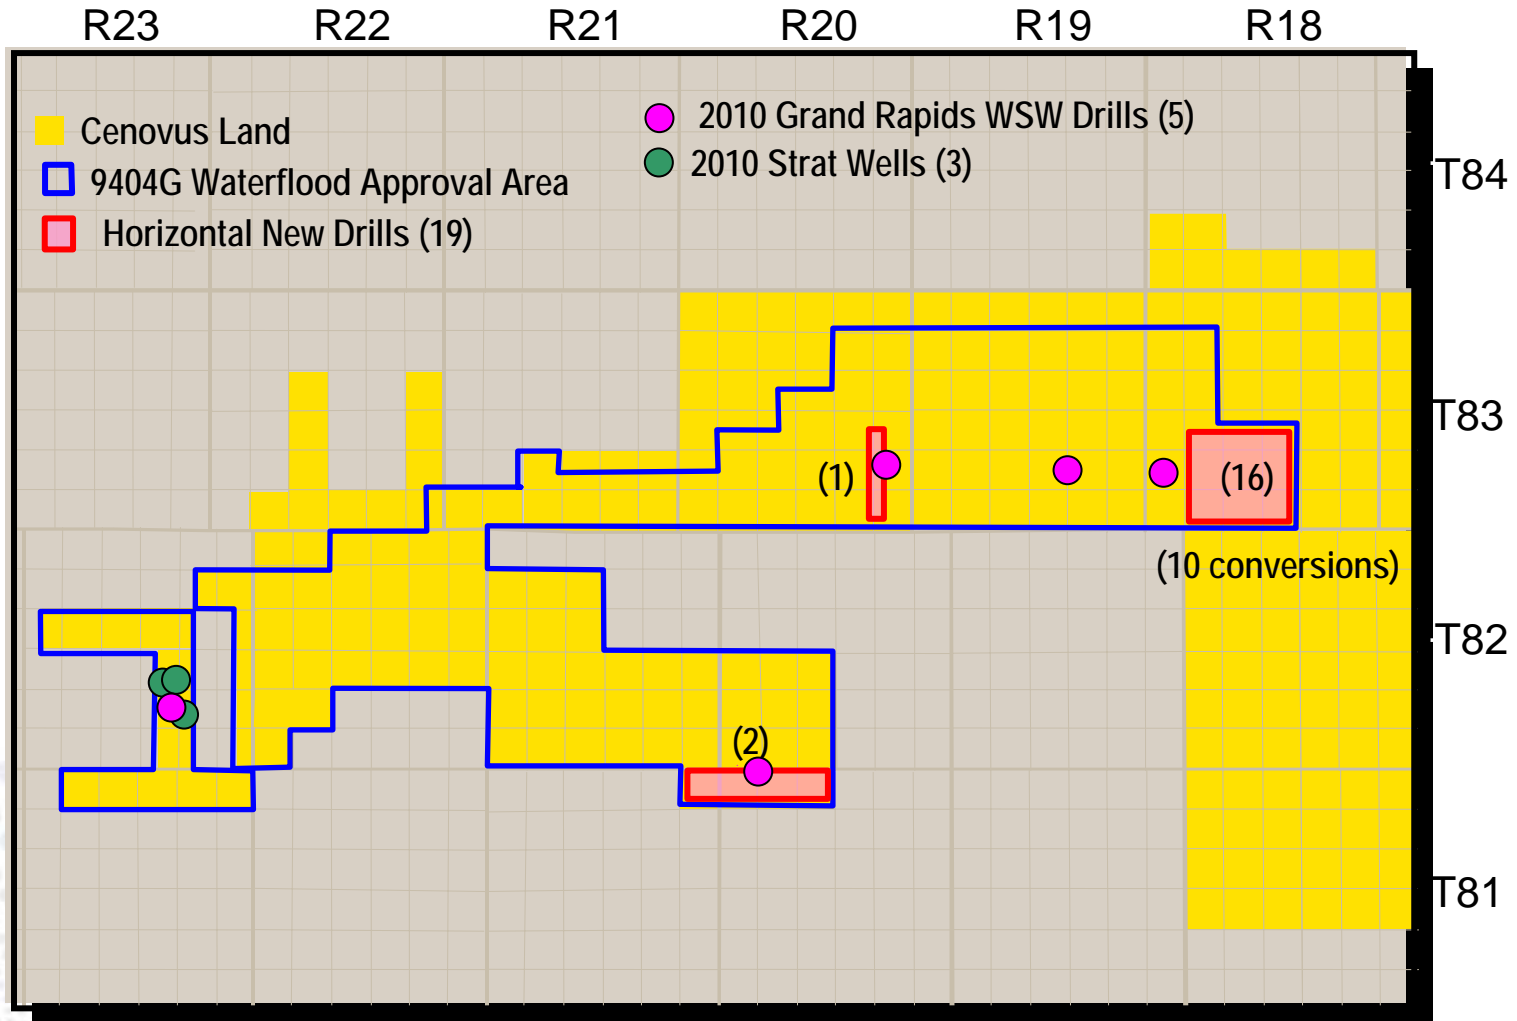 R23 R22 R21 R20 R19 R18
Cenovus Land
9404G Waterflood Approval Area
Horizontal New Drills (19)
2010 Grand Rapids WSW Drills (5)
2010 Strat Wells (3)
T84
T83
(1)
(16)
(10 conversions)
T82
(2)
T81